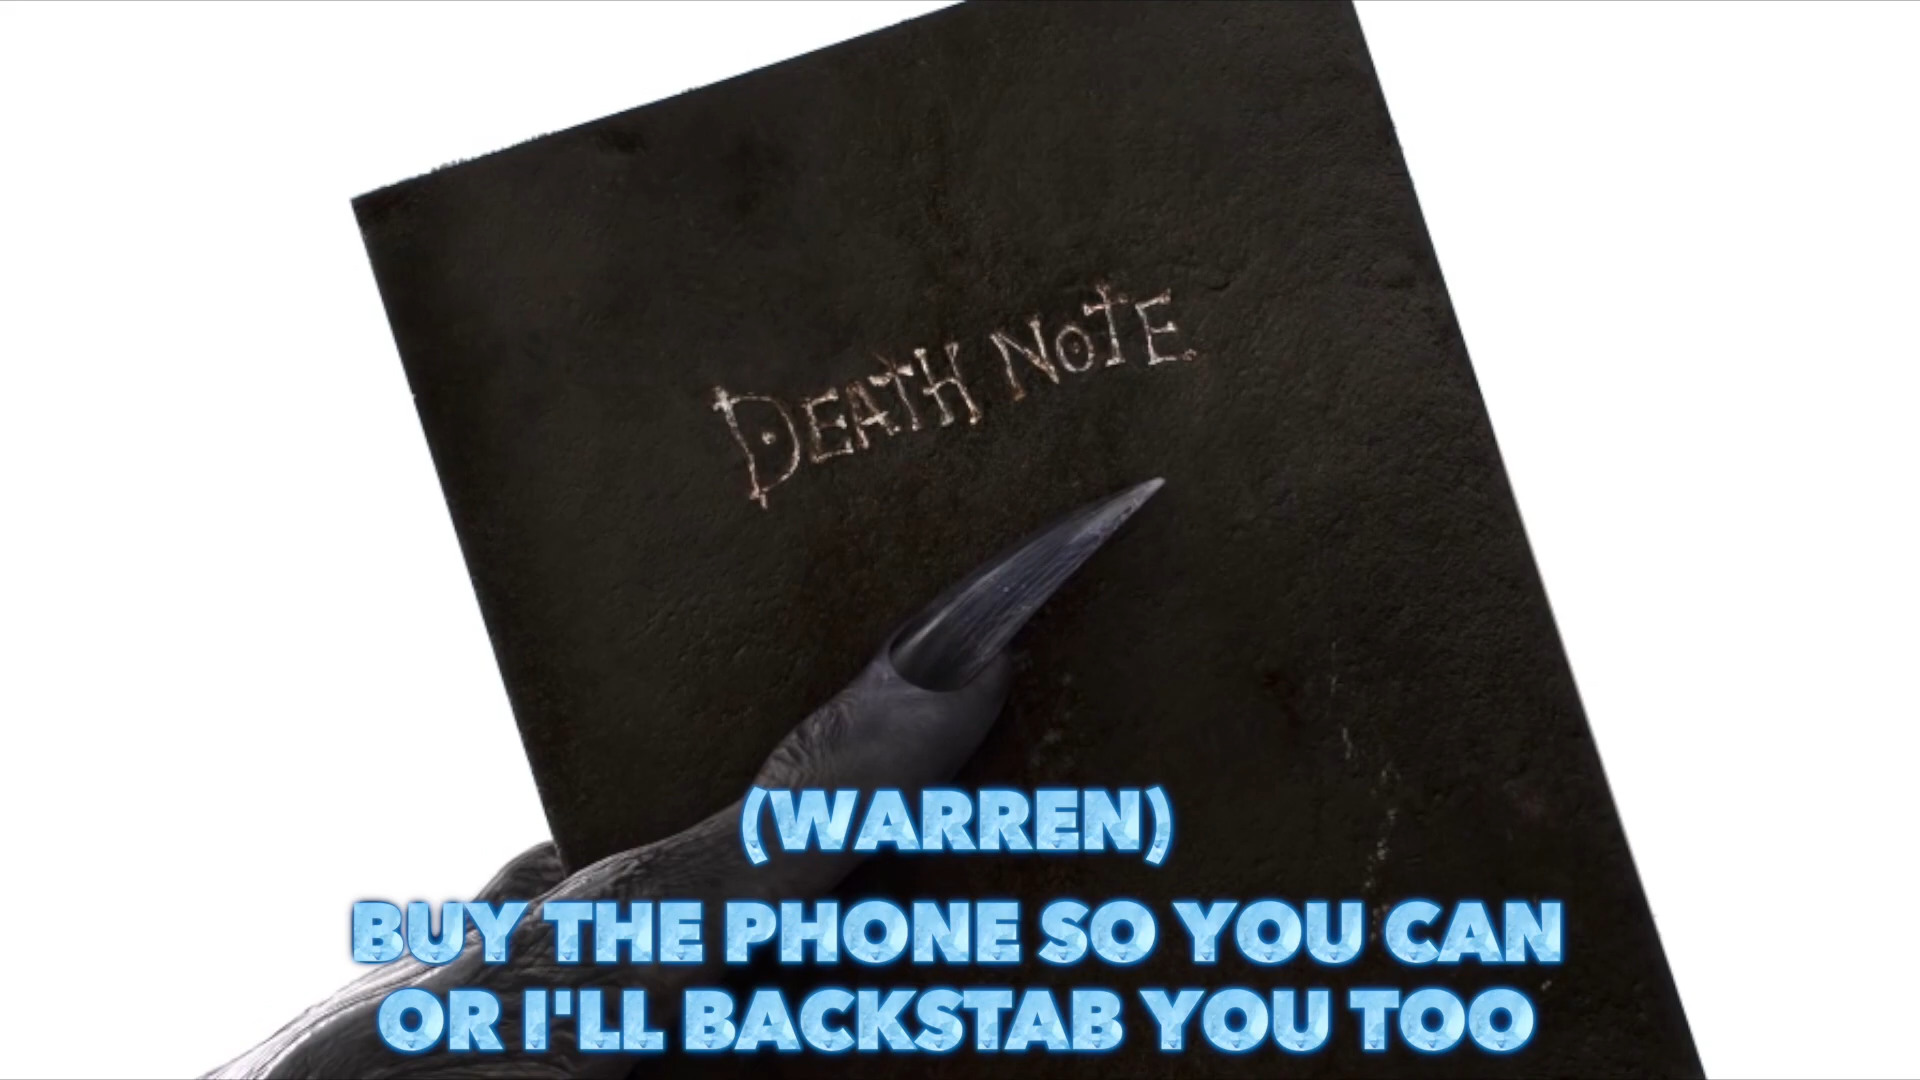 DEATH NOTE
(WARREN)
BUY THE PHONE SO YOU CAN
OR I'LL BACKSTAB YOU TOO